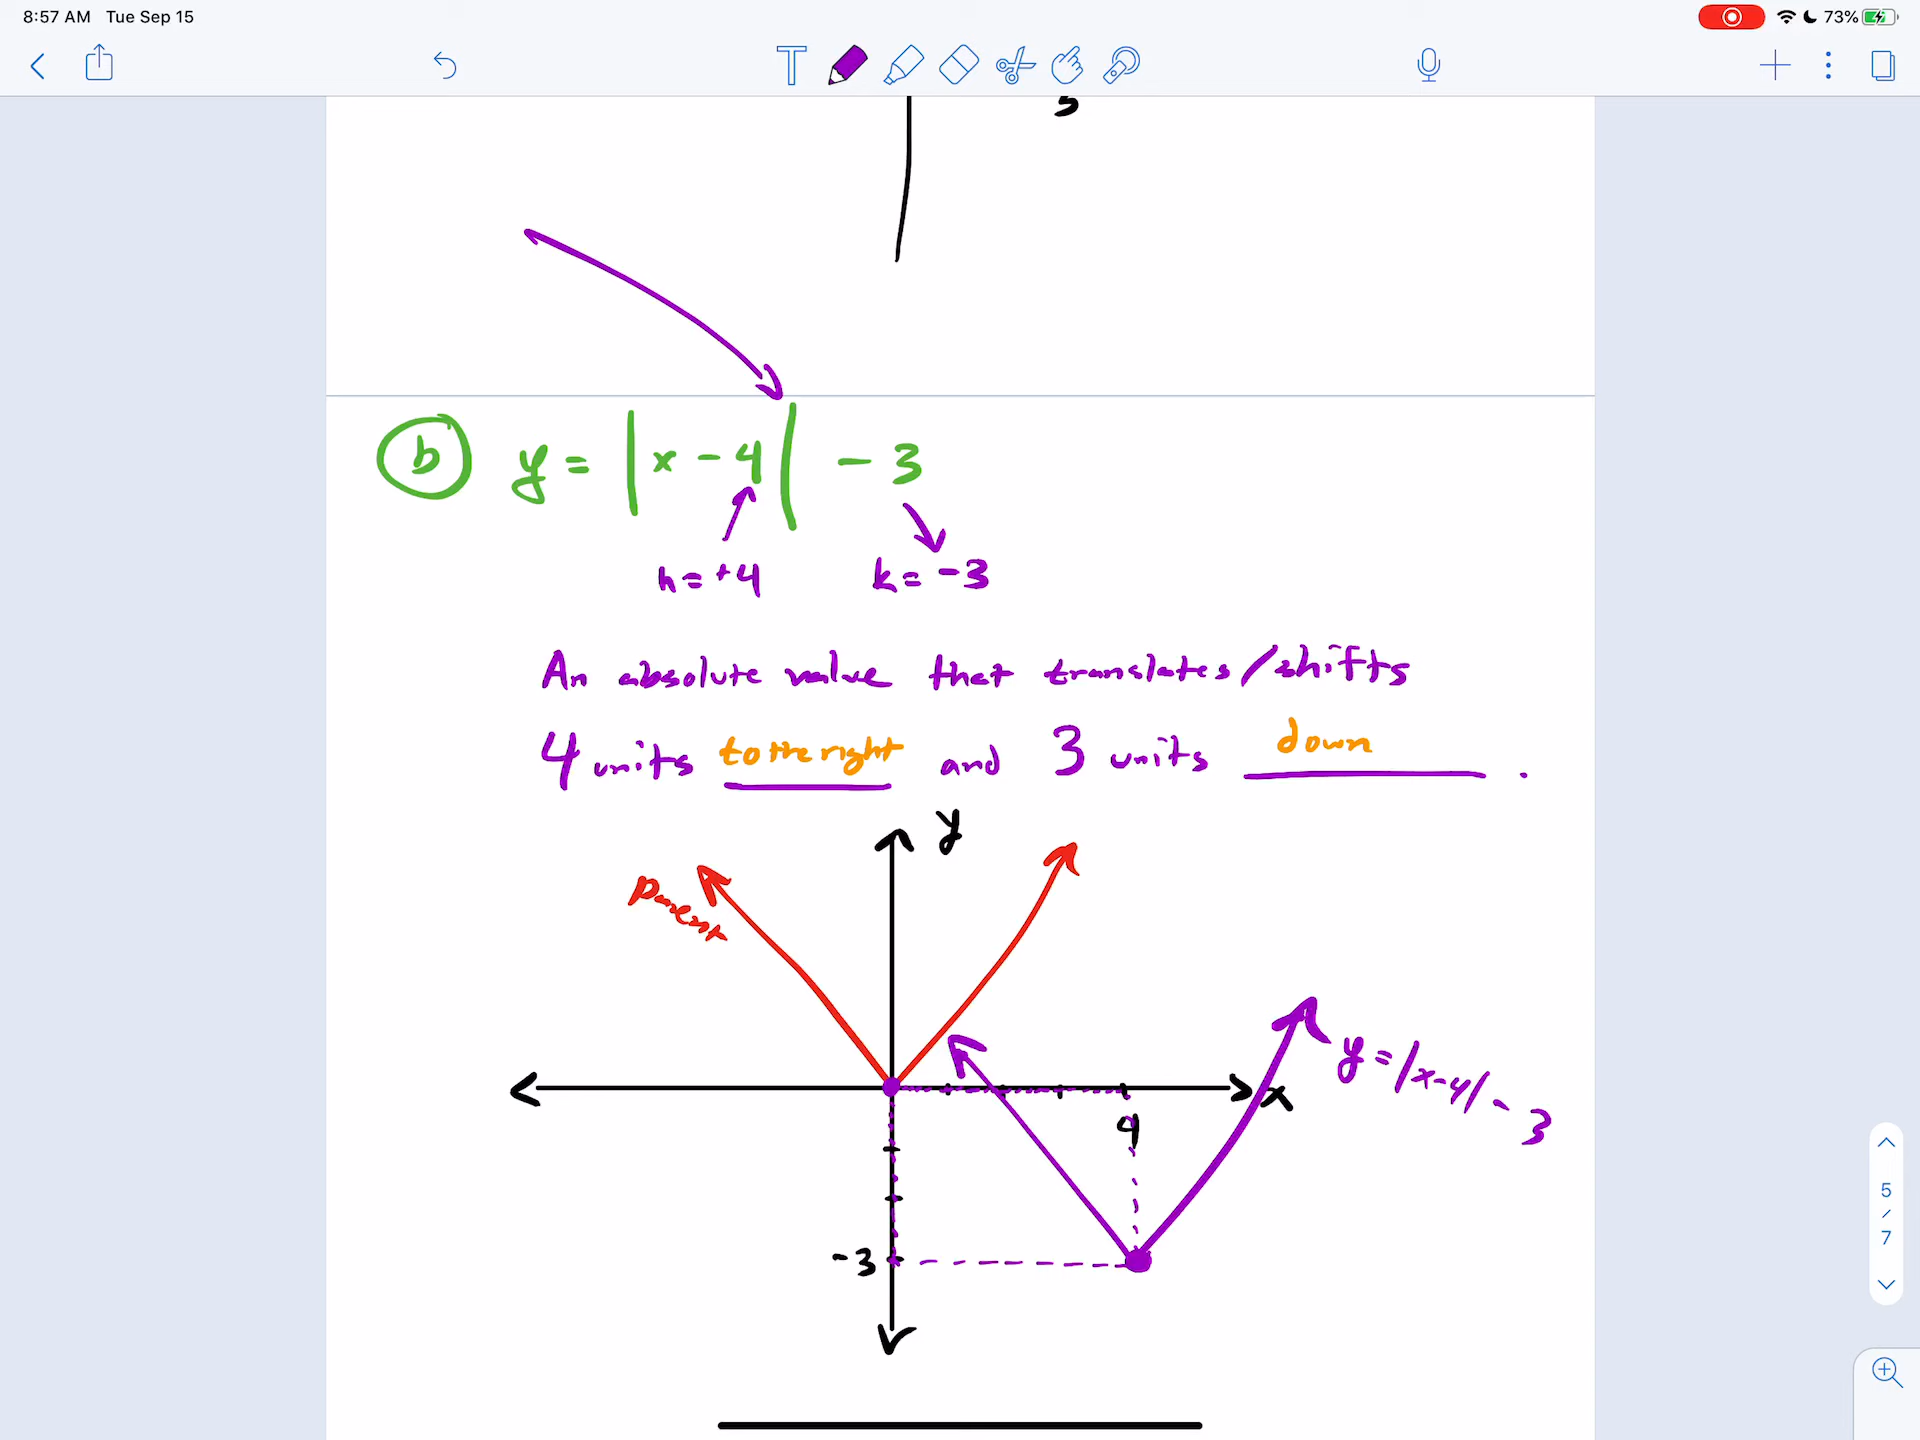 8:57 AM Tue Sep 15
73%
T
3
b y = |x - 4| - 3
h = +4 k = -3
An absolute value that translates/shifts
4 units to the right and 3 units down.
y
parent
x
y = |x-4| - 3
4
-3
5
/
7